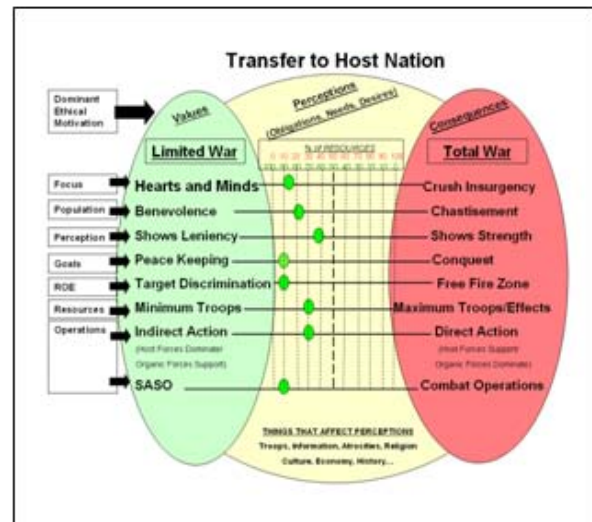 Transfer to Host Nation
Dominant
Ethical
Motivation
Values
Perceptions
(Obligations, Needs, Desires)
Consequences
Limited War
% of RESOURCES
Total War
Focus
Hearts and Minds
Crush Insurgency
Population
Benevolence
Chastisement
Perception
Shows Leniency
Shows Strength
Goals
Peace Keeping
Conquest
ROE
Target Discrimination
Free Fire Zone
Resources
Minimum Troops
Maximum Troops/Effects
Operations
Indirect Action
Direct Action
(Host Forces Dominate/
Organic Forces Support)
(Host Forces Support/
Organic Forces Dominate)
SASO
Combat Operations
THINGS THAT AFFECT PERCEPTIONS
Troops, Information, Atrocities, Religion
Culture, Economy, History...